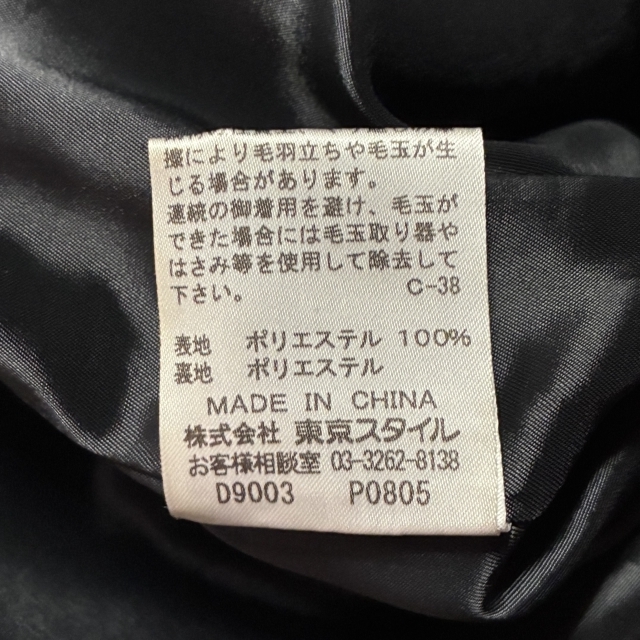 擦により毛羽立ちや毛玉が生
じる場合があります。
連続の御着用を避け、毛玉が
できた場合には毛玉取り器や
はさみ等を使用して除去して
下さい。 C-38
表地 ポリエステル 100%
裏地 ポリエステル
MADE IN CHINA
株式会社 東京スタイル
お客様相談室 03-3262-8138
D9003 P0805